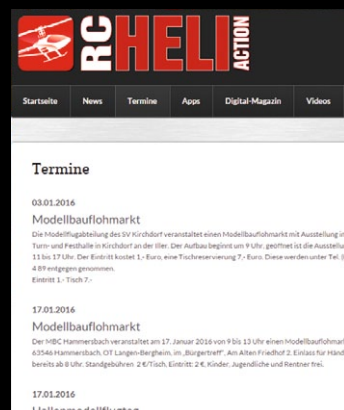 RC HELI ACTION
Startseite News Termine Apps Digital-Magazin Videos
Termine
03.01.2016
Modellbauflohmarkt
Die Modellflugabteilung des SV Kirchdorf veranstaltet einen Modellbauflohmarkt mit Ausstellung in
Turn- und Festhalle in Kirchdorf an der Iller. Der Aufbau beginnt um 9 Uhr, geöffnet ist die Ausstellu
11 bis 17 Uhr. Der Eintritt kostet 1,- Euro, eine Tischreservierung 7,- Euro. Diese werden unter Tel.
4 89 entgegen genommen.
Eintritt 1,- Tisch 7,-
17.01.2016
Modellbauflohmarkt
Der MBC Hammersbach veranstaltet am 17. Januar 2016 von 9 bis 13 Uhr einen Modellbauflohmar
63546 Hammersbach, OT Langen-Bergheim, im „Bürgertreff“, Am Alten Friedhof 2. Einlass für Händ
bereits ab 8 Uhr. Standgebühren 2 €/Tisch, Eintritt: 2 €, Kinder, Jugendliche und Rentner frei.
17.01.2016
Hallenmodellflugtag